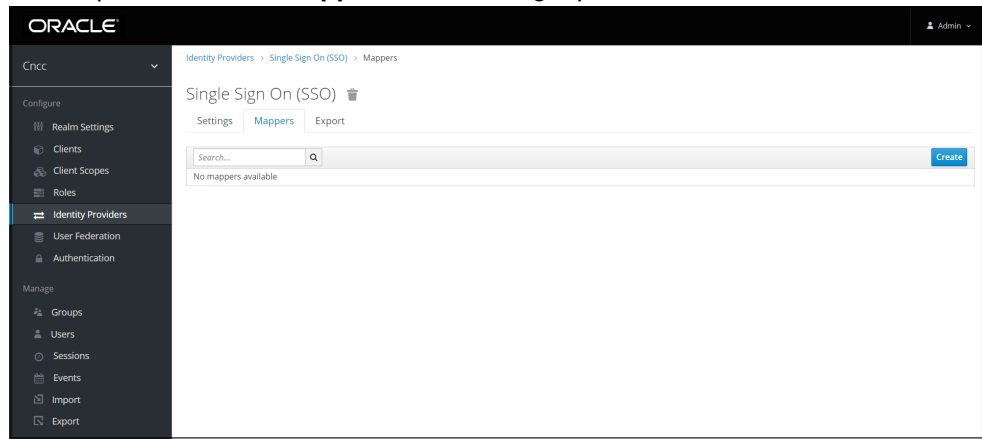 ORACLE
Admin
Cncc
Identity Providers > Single Sign On (SSO) > Mappers
Single Sign On (SSO)
Settings Mappers Export
Search...
Create
No mappers available
Configure
Realm Settings
Clients
Client Scopes
Roles
Identity Providers
User Federation
Authentication
Manage
Groups
Users
Sessions
Events
Import
Export